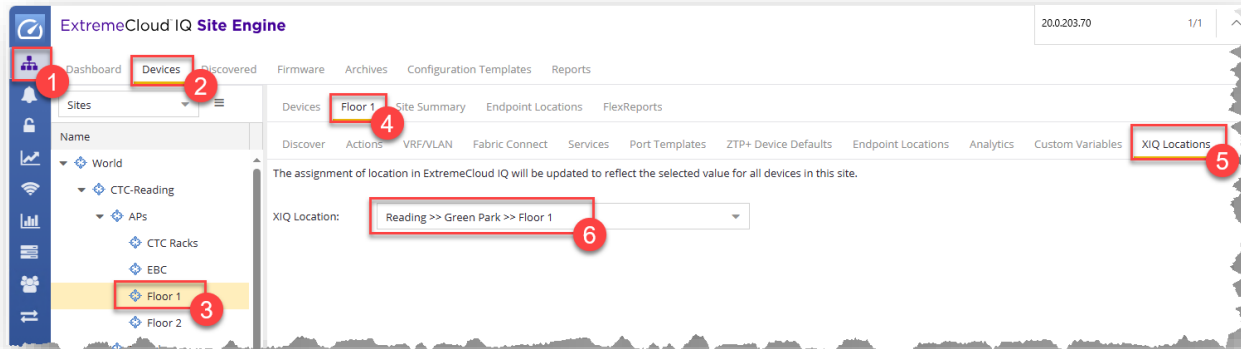 ExtremeCloud IQ Site Engine
20.0.203.70 1/1
1
Dashboard Devices Discovered Firmware Archives Configuration Templates Reports
2
Sites
Devices Floor 1 Site Summary Endpoint Locations FlexReports
4
Name
Discover Actions VRF/VLAN Fabric Connect Services Port Templates ZTP+ Device Defaults Endpoint Locations Analytics Custom Variables XIQ Locations
5
World
The assignment of location in ExtremeCloud IQ will be updated to reflect the selected value for all devices in this site.
CTC-Reading
APs
XIQ Location: Reading >> Green Park >> Floor 1
6
CTC Racks
EBC
Floor 1
3
Floor 2